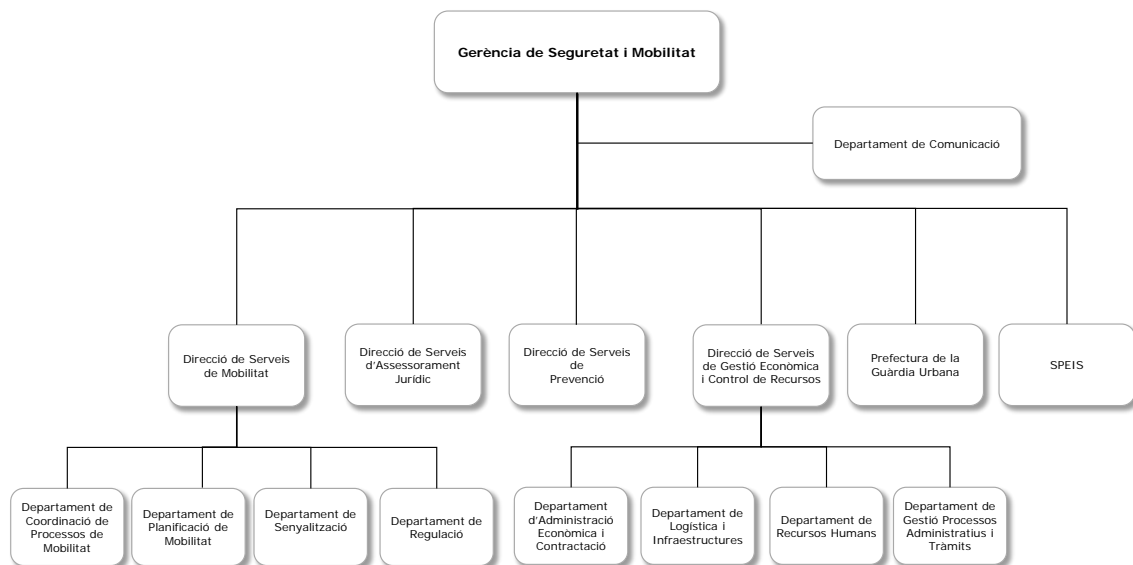 Gerència de Seguretat i Mobilitat
Departament de Comunicació
Direcció de Serveis
de Mobilitat
Direcció de Serveis
d'Assessorament
Jurídic
Direcció de Serveis
de
Prevenció
Direcció de Serveis
de Gestió Econòmica
i Control de Recursos
Prefectura de la
Guàrdia Urbana
SPEIS
Departament de
Coordinació de
Processos de
Mobilitat
Departament de
Planificació de
Mobilitat
Departament de
Senyalització
Departament de
Regulació
Departament
d'Administració
Econòmica i
Contractació
Departament de
Logística i
Infraestructures
Departament de
Recursos Humans
Departament de
Gestió Processos
Administratius i
Tràmits